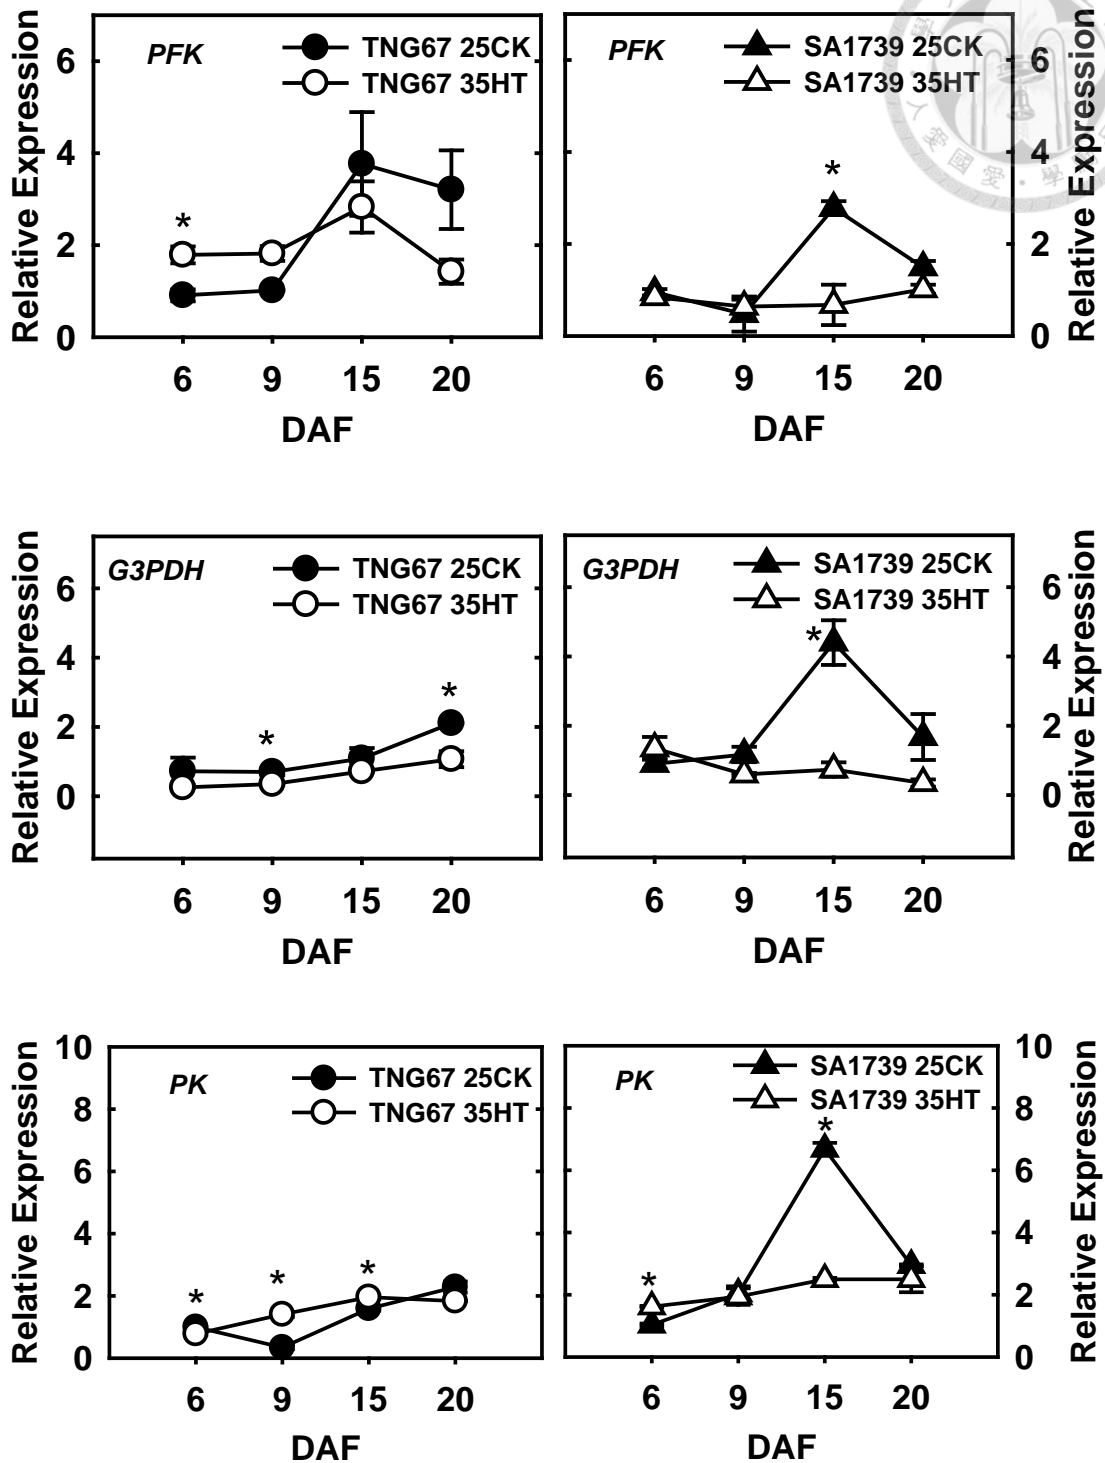 PFK
TNG67 25CK
TNG67 35HT
Relative Expression
6
4
2
0
6 9 15 20
DAF
PFK
SA1739 25CK
SA1739 35HT
*
*
6
4
2
0
Relative Expression
6 9 15 20
DAF
G3PDH
TNG67 25CK
TNG67 35HT
Relative Expression
6
4
2
0
*
*
6 9 15 20
DAF
G3PDH
SA1739 25CK
SA1739 35HT
*
6
4
2
0
Relative Expression
6 9 15 20
DAF
PK
TNG67 25CK
TNG67 35HT
Relative Expression
10
8
6
4
2
0
* * *
6 9 15 20
DAF
PK
SA1739 25CK
SA1739 35HT
*
*
10
8
6
4
2
0
Relative Expression
6 9 15 20
DAF
人愛國愛·學